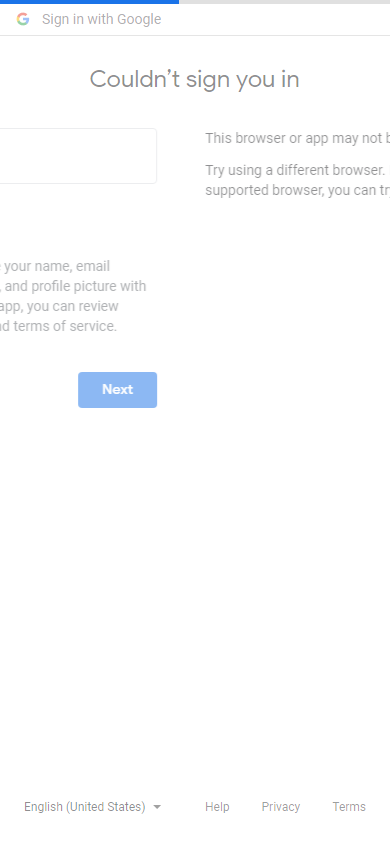 Sign in with Google
Couldn't sign you in
This browser or app may not b
Try using a different browser.
supported browser, you can tr
your name, email
, and profile picture with
app, you can review
nd terms of service.
Next
English (United States)
Help
Privacy
Terms